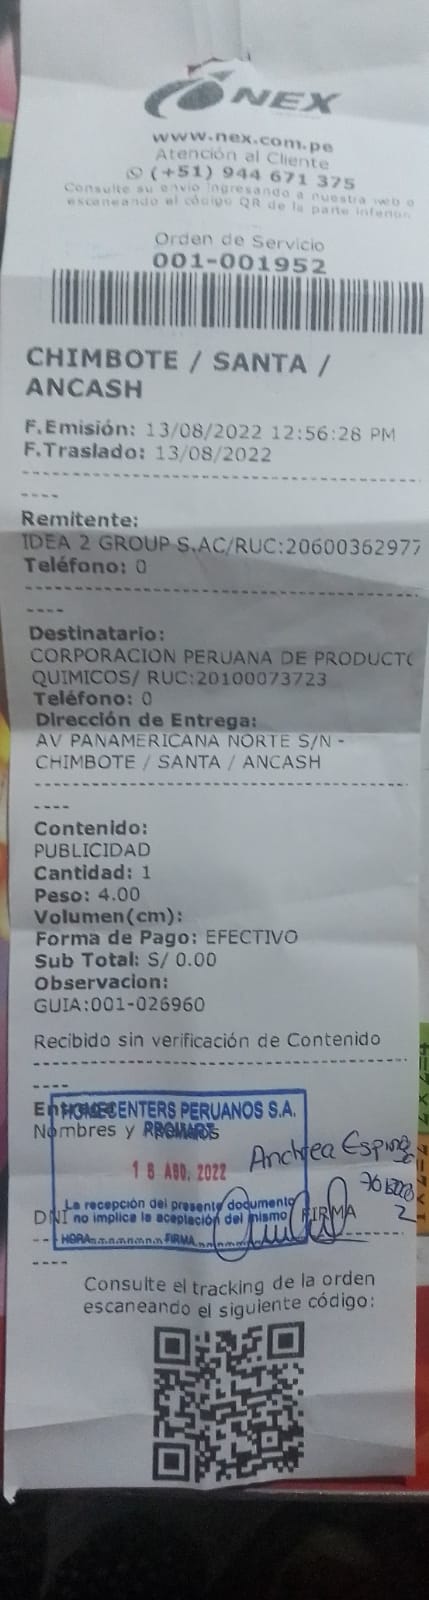 NEX
www.nex.com.pe
Atención al Cliente
(+51) 944 671 375
Consulte su envio ingresando a nuestra web o
escaneando el código QR de la parte inferior
Orden de Servicio
001-001952
CHIMBOTE / SANTA /
ANCASH
F.Emisión: 13/08/2022 12:56:28 PM
F.Traslado: 13/08/2022
Remitente:
IDEA 2 GROUP S.AC/RUC:20600362977
Teléfono: 0
Destinatario:
CORPORACION PERUANA DE PRODUCTO
QUIMICOS/ RUC:20100073723
Teléfono: 0
Dirección de Entrega:
AV PANAMERICANA NORTE S/N -
CHIMBOTE / SANTA / ANCASH
Contenido:
PUBLICIDAD
Cantidad: 1
Peso: 4.00
Volumen(cm):
Forma de Pago: EFECTIVO
Sub Total: S/ 0.00
Observacion:
GUIA:001-026960
Recibido sin verificación de Contenido
HOMECENTERS PERUANOS S.A.
Nombres y
PROMART
Andrea
18 AGO. 2022
La recepción del presente documento
DNI no implica la aceptación del mismo FIRMA
HORA FIRMA
Consulte el tracking de la orden
escaneando el siguiente código: